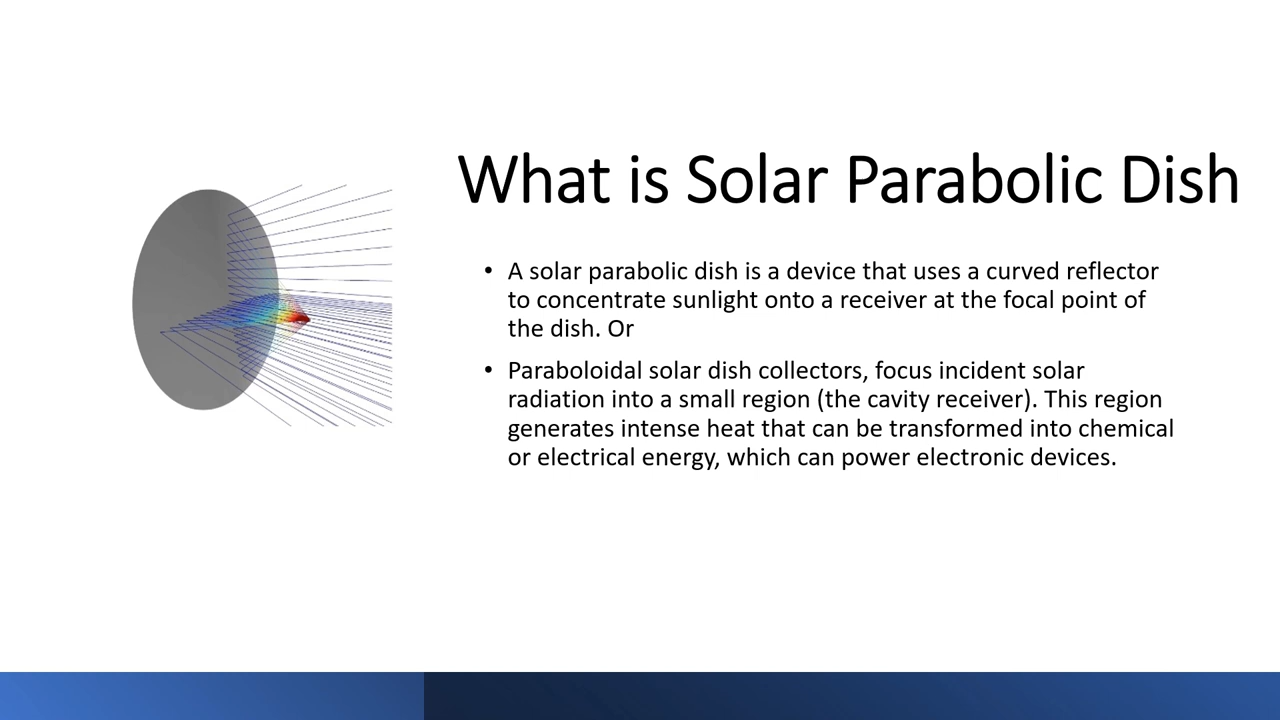 What is Solar Parabolic Dish
• A solar parabolic dish is a device that uses a curved reflector
to concentrate sunlight onto a receiver at the focal point of
the dish. Or
• Paraboloidal solar dish collectors, focus incident solar
radiation into a small region (the cavity receiver). This region
generates intense heat that can be transformed into chemical
or electrical energy, which can power electronic devices.